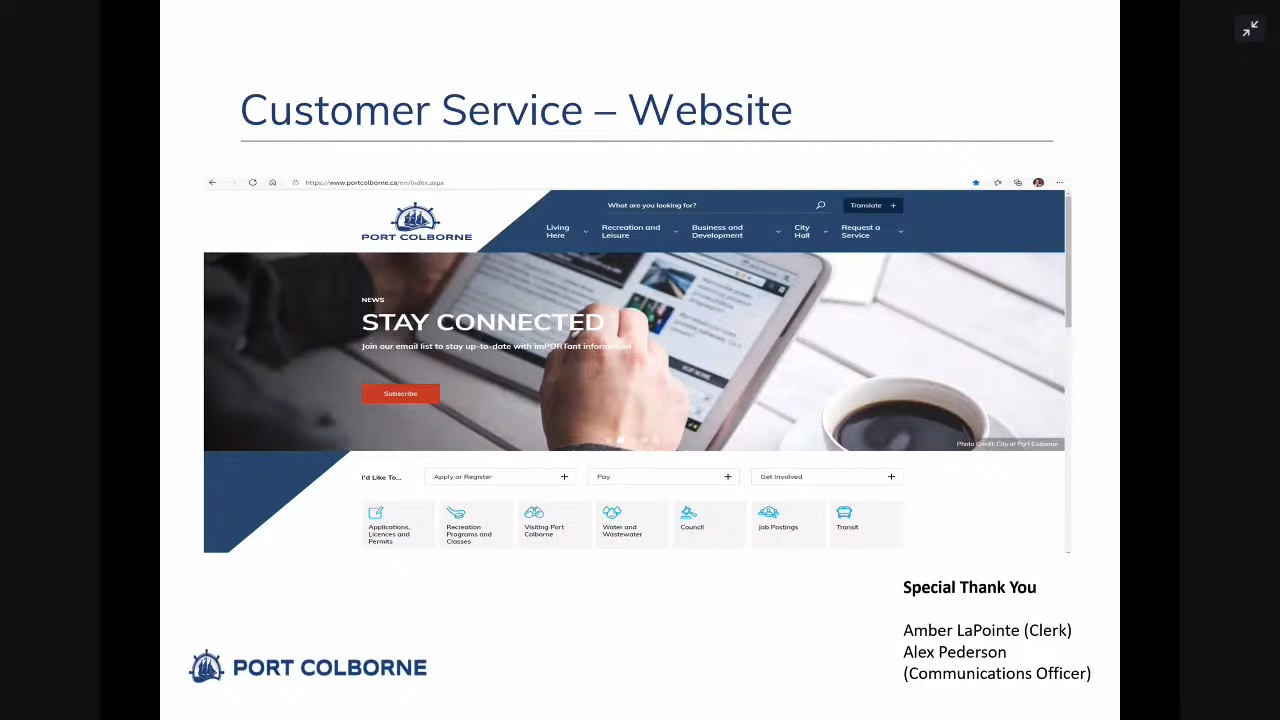 Customer Service – Website
https://www.portcolborne.ca/en/index.aspx
What are you looking for?
Translate +
PORT COLBORNE
Living Here
Recreation and Leisure
Business and Development
City Hall
Request a Service
NEWS
STAY CONNECTED
Join our email list to stay up-to-date with imPORTant information
Subscribe
Photo Credit: City of Port Colborne
I'd Like To...
Apply or Register +
Pay +
Get Involved +
Applications, Licences and Permits
Recreation Programs and Classes
Visiting Port Colborne
Water and Wastewater
Council
Job Postings
Transit
Special Thank You
Amber LaPointe (Clerk)
Alex Pederson
(Communications Officer)
PORT COLBORNE